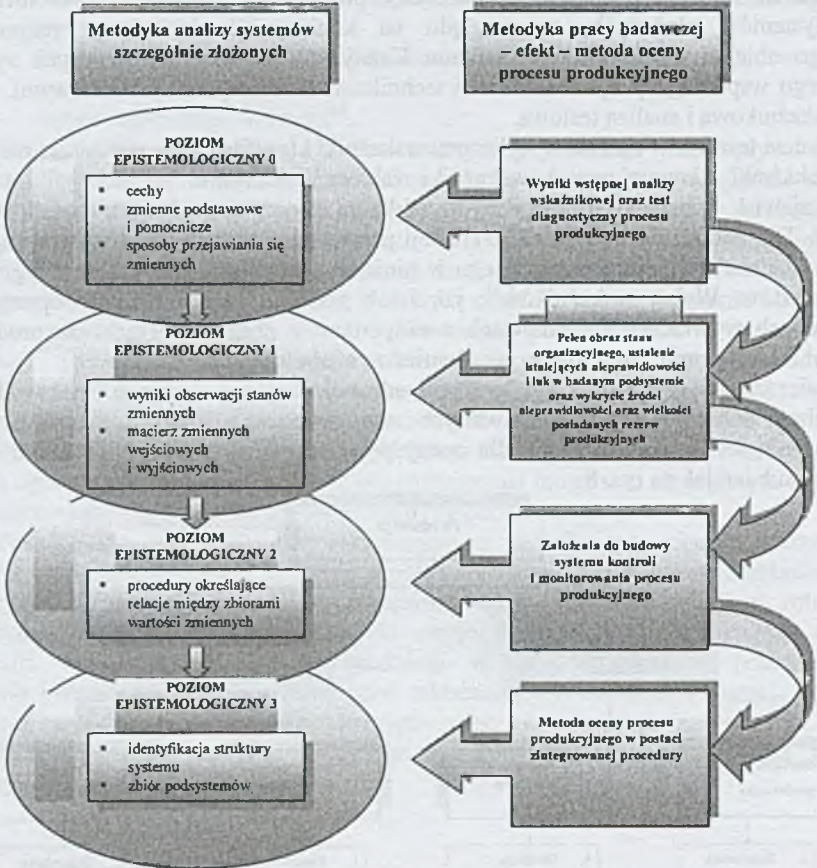 Metodyka analizy systemów
szczególnie złożonych
Metodyka pracy badawczej
– efekt – metoda oceny
procesu produkcyjnego
POZIOM
EPISTEMOLOGICZNY 0
• cechy
• zmienne podstawowe
i pomocnicze
• sposoby przejawiania się
zmiennych
Wyniki wstępnej analizy
wskaźnikowej oraz test
diagnostyczny procesu
produkcyjnego
POZIOM
EPISTEMOLOGICZNY 1
• wyniki obserwacji stanów
zmiennych
• macierz zmiennych
wejściowych
i wyjściowych
Pełen obraz stanu
organizacyjnego, ustalenie
istniejących nieprawidłowości
i luk w badanym podsystemie
oraz wykrycie źródeł
nieprawidłowości oraz wielkości
posiadanych rezerw
produkcyjnych
POZIOM
EPISTEMOLOGICZNY 2
• procedury określające
relacje między zbiorami
wartości zmiennych
Założenia do budowy
systemu kontroli
i monitorowania procesu
produkcyjnego
POZIOM
EPISTEMOLOGICZNY 3
• identyfikacja struktury
systemu
• zbiór podsystemów
Metoda oceny procesu
produkcyjnego w postaci
zintegrowanej procedury